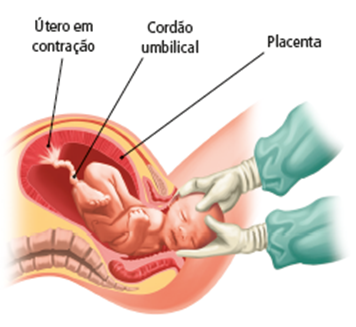 Útero em
contração
Cordão
umbilical
Placenta